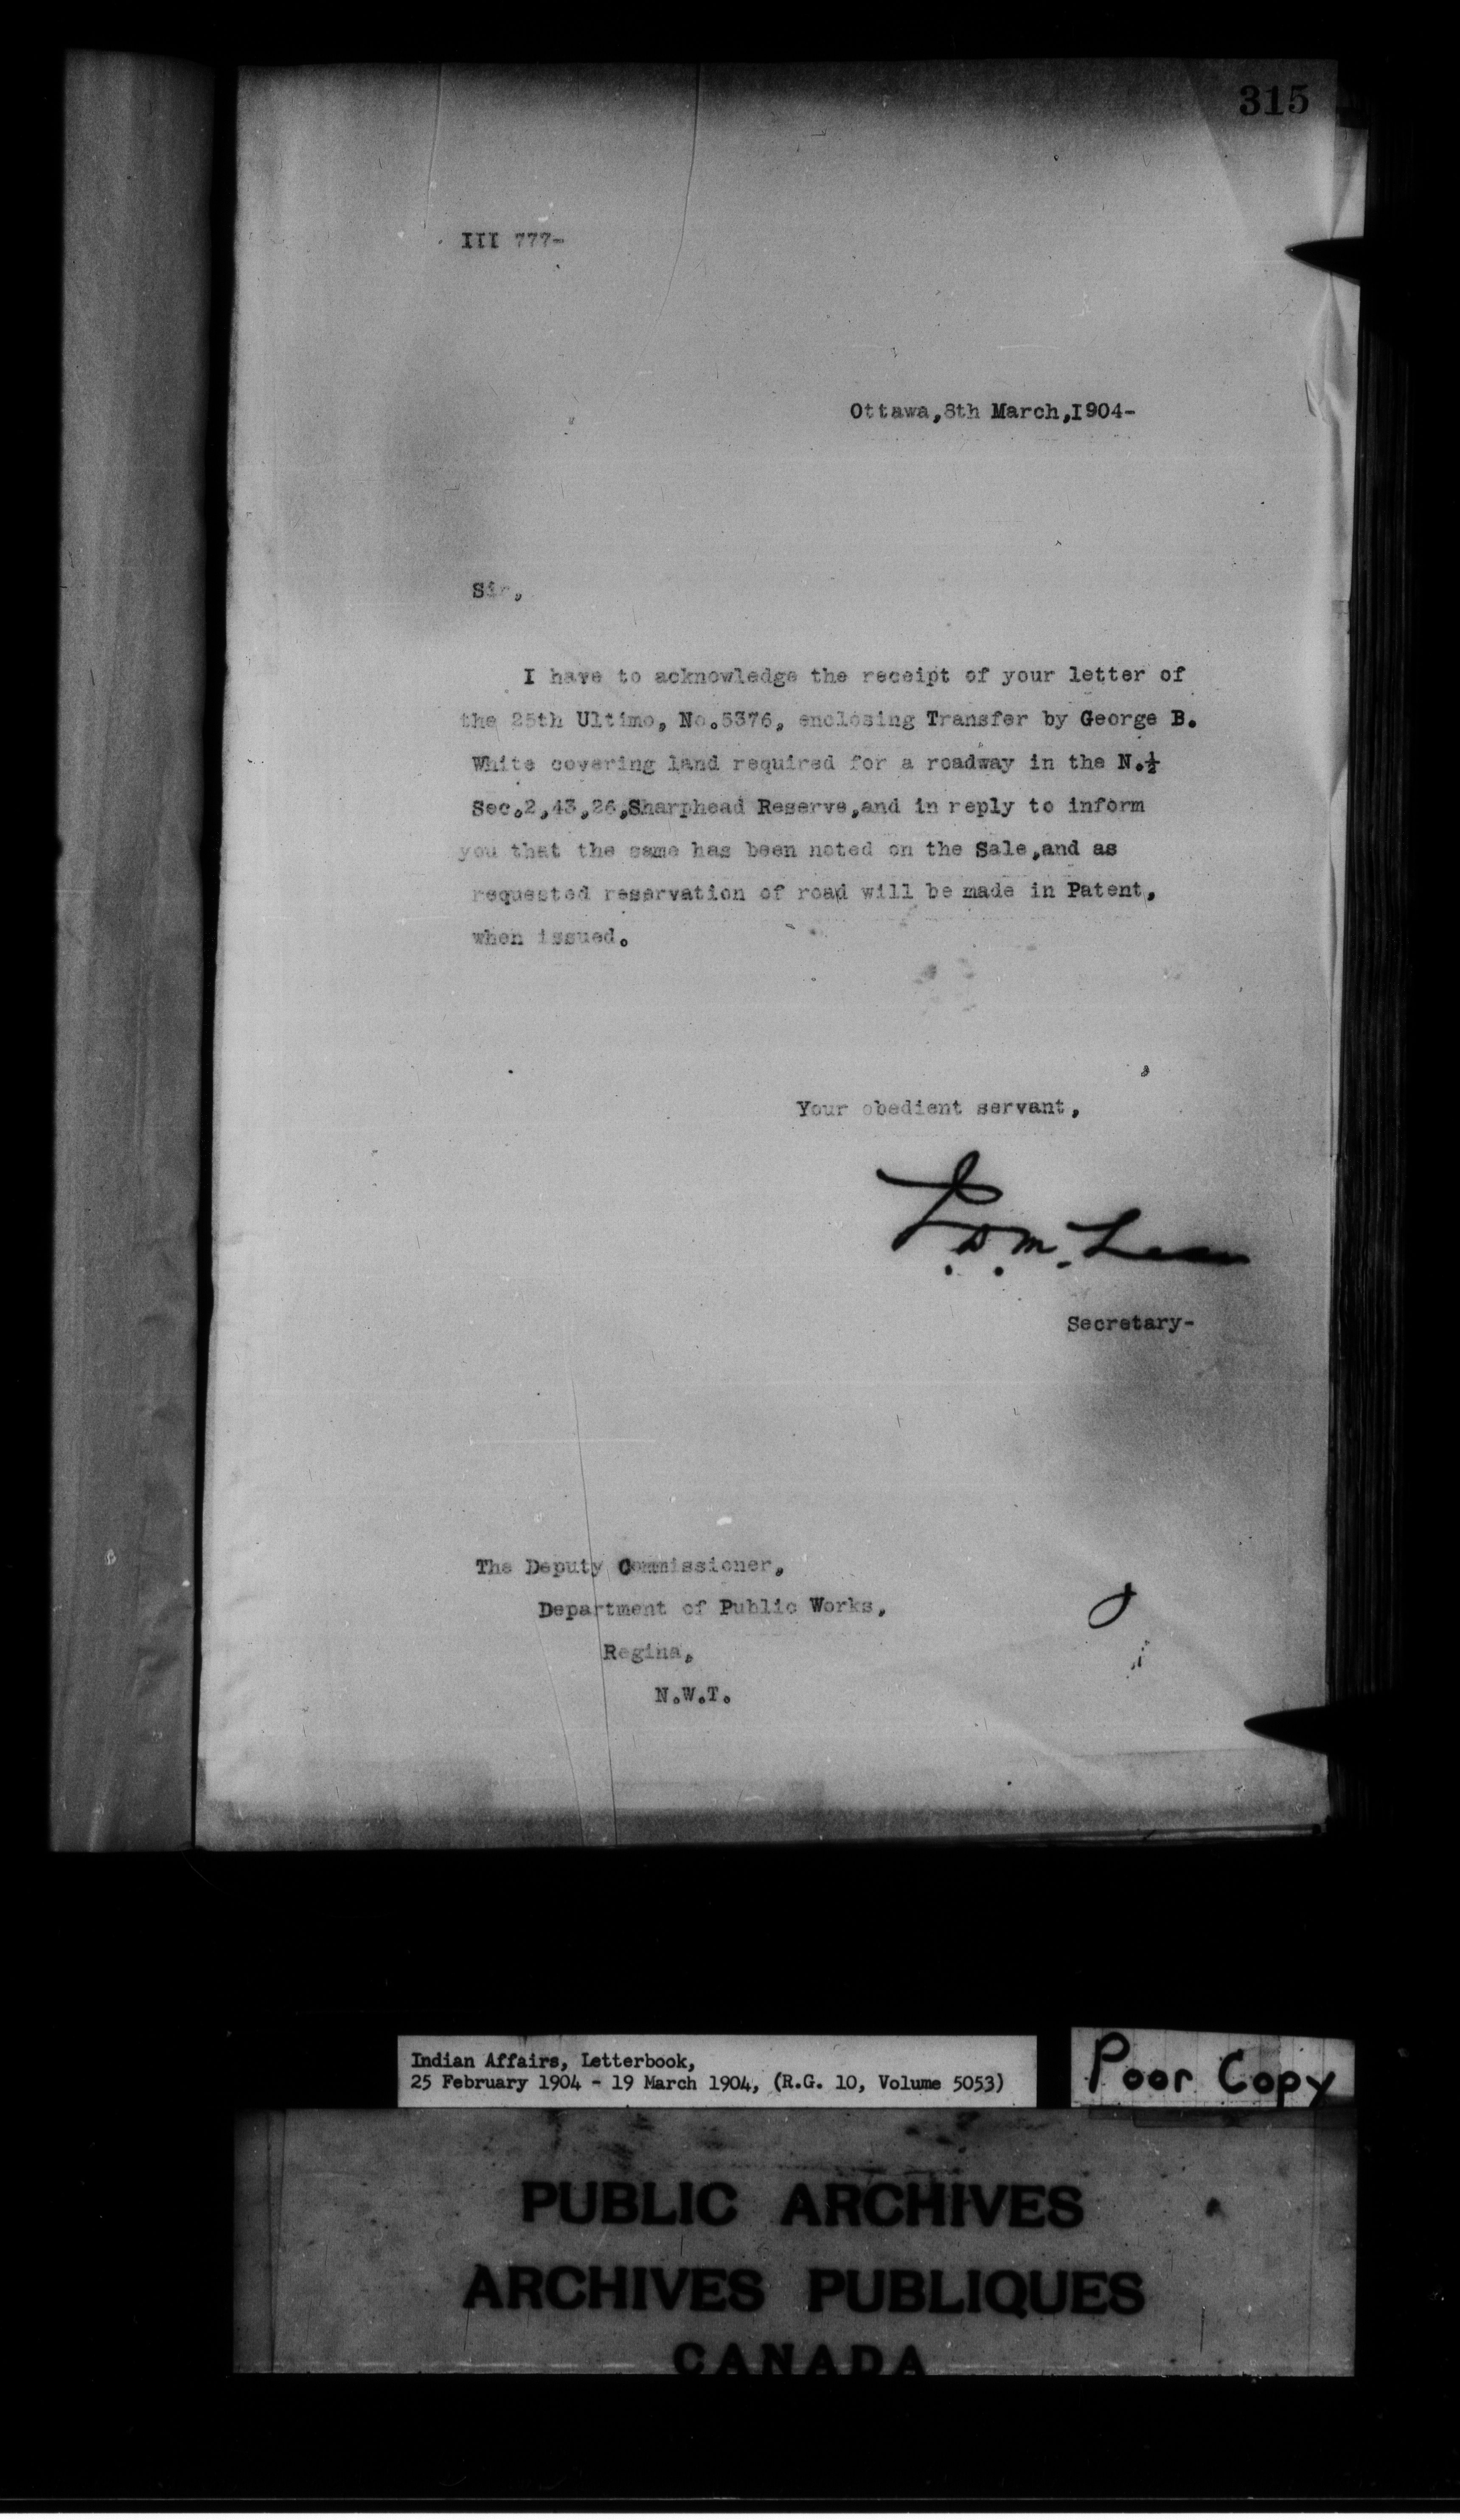 315
III 777-
Ottawa,8th March,I904-
Sir,
I have to acknowledge the receipt of your letter of
the 25th Ultimo, No.5376, enclosing Transfer by George B.
White covering land required for a roadway in the N.½
Sec.2,43,26,Sharphead Reserve,and in reply to inform
you that the same has been noted on the Sale,and as
requested reservation of road will be made in Patent,
when issued.
Your obedient servant,
J.D.McLean
Secretary-
The Deputy Commissioner,
Department of Public Works,
Regina,
N.W.T.
Indian Affairs, Letterbook,
25 February 1904 - 19 March 1904, (R.G. 10, Volume 5053)
Poor Copy
PUBLIC ARCHIVES
ARCHIVES PUBLIQUES
CANADA